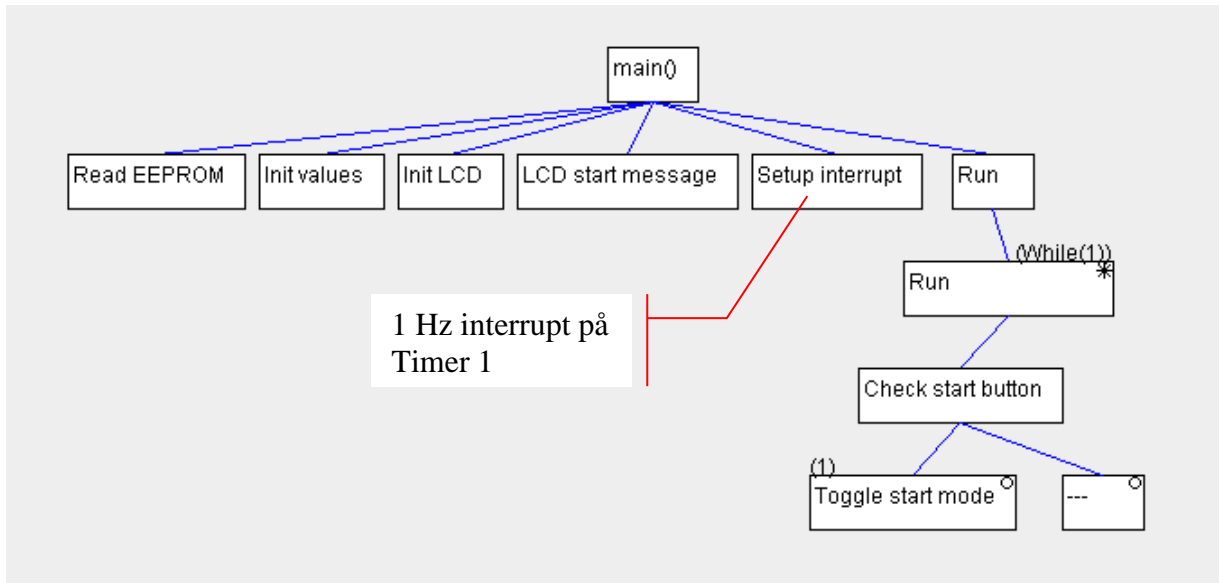 main()
Read EEPROM
Init values
Init LCD
LCD start message
Setup interrupt
Run
(While(1))
*
Run
1 Hz interrupt på
Timer 1
Check start button
(1)
Toggle start mode
---